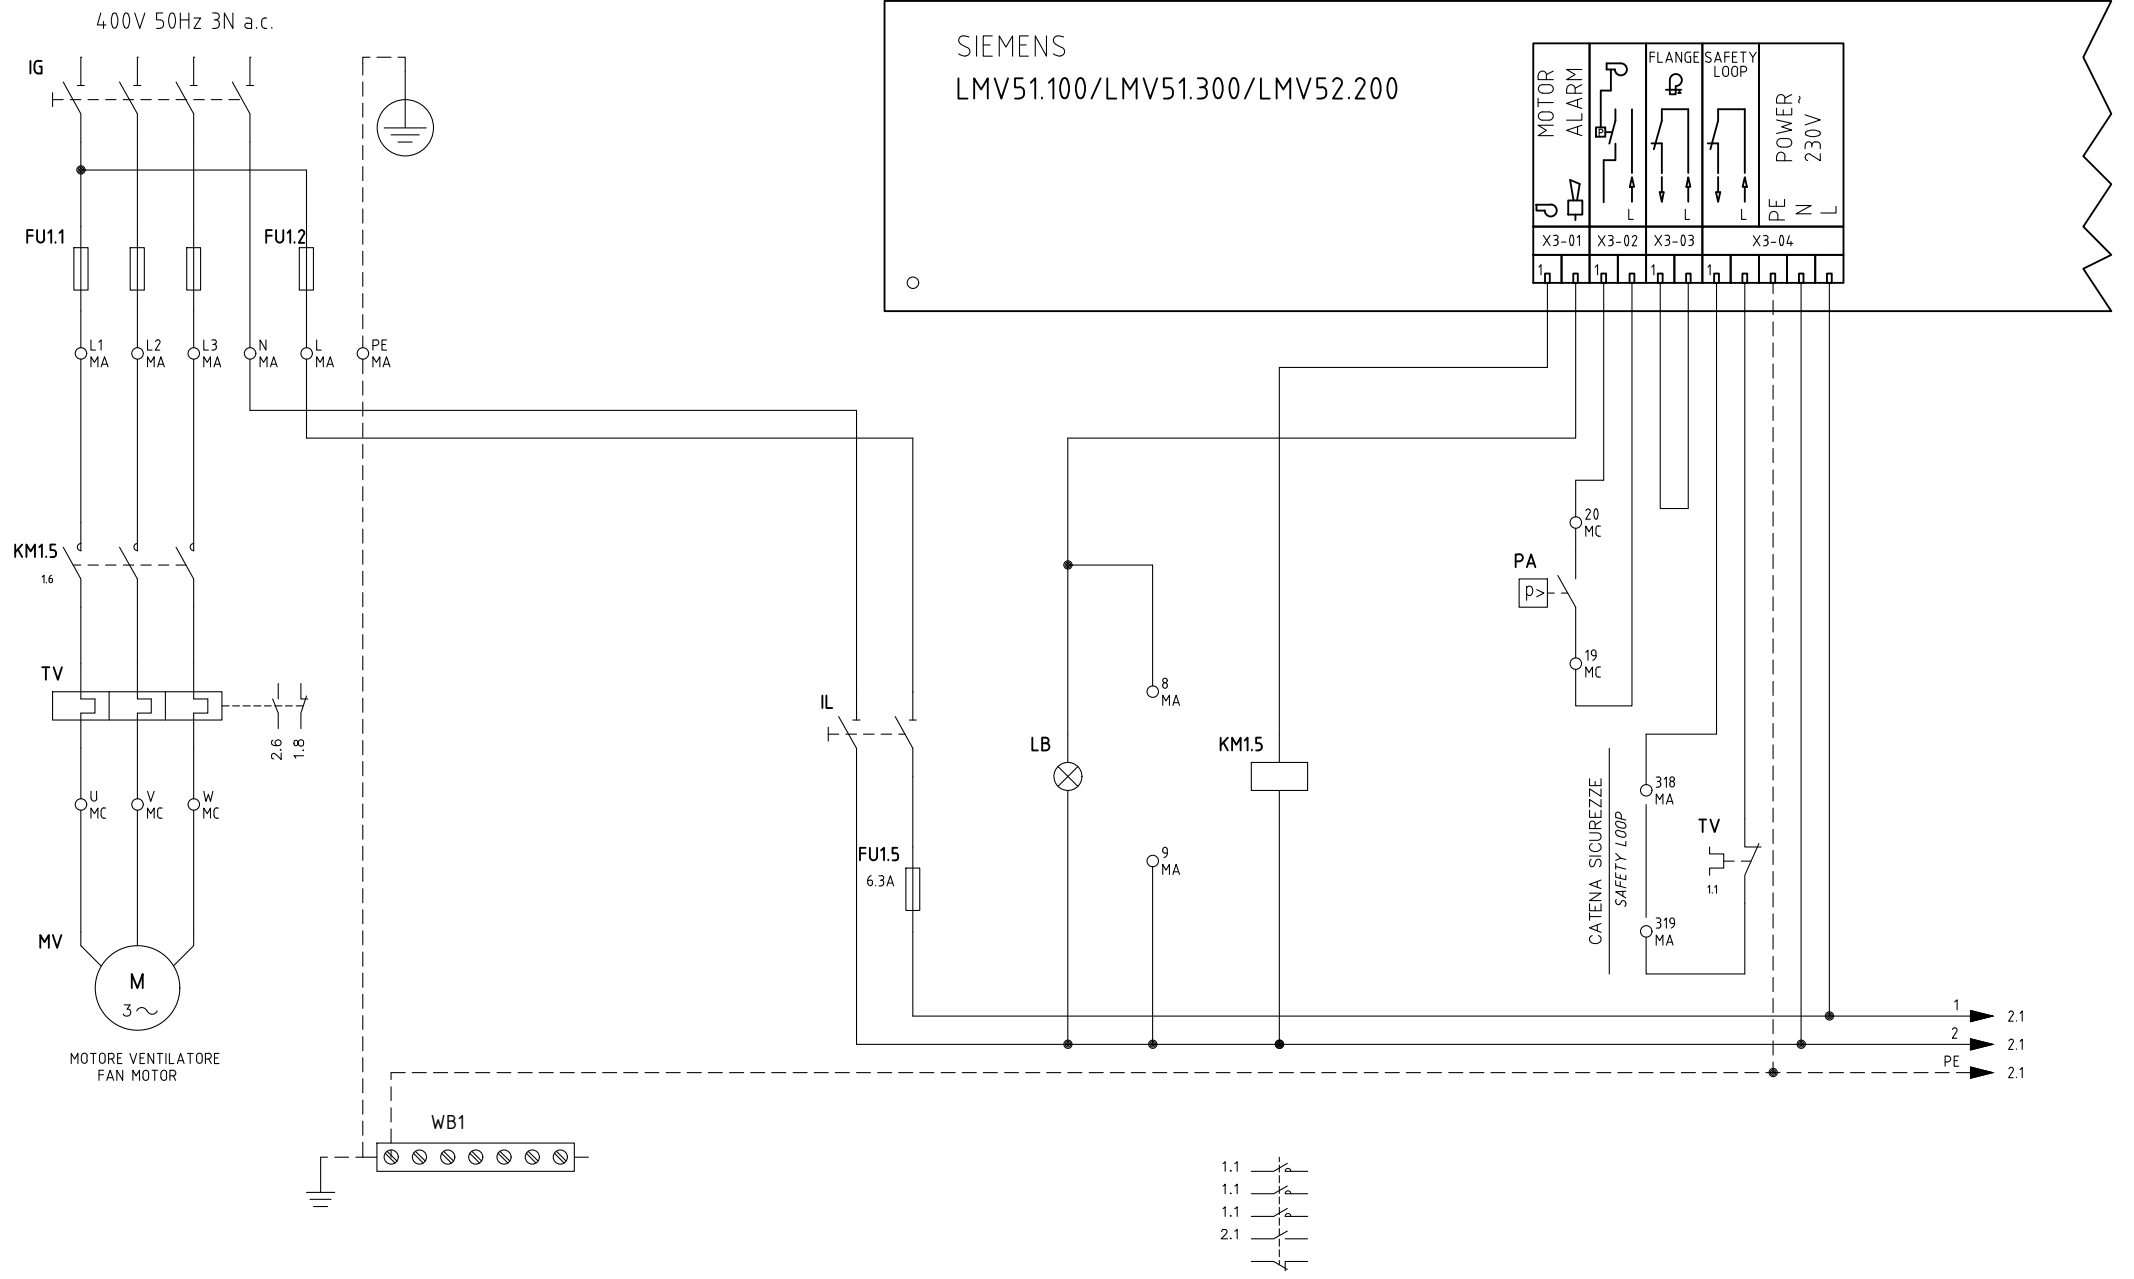 400V 50Hz 3N a.c.
IG
FU1.1
FU1.2
L1
MA
L2
MA
L3
MA
N
MA
L
MA
PE
MA
KM1.5
1.6
TV
2.6
1.8
U
MC
V
MC
W
MC
MV
M
3
MOTORE VENTILATORE
FAN MOTOR
WB1
SIEMENS
LMV51.100/LMV51.300/LMV52.200
MOTOR
ALARM
P
L
FLANGE
L
SAFETY
LOOP
L
PE
POWER
N
230V~
L
X3-01
X3-02
X3-03
X3-04
1
1
1
1
IL
FU1.5
6.3A
LB
8
MA
9
MA
KM1.5
20
MC
PA
P>
19
MC
CATENA SICUREZZE
SAFETY LOOP
318
MA
319
MA
TV
1.1
1
2.1
2
2.1
PE
2.1
1.1
1.1
1.1
2.1